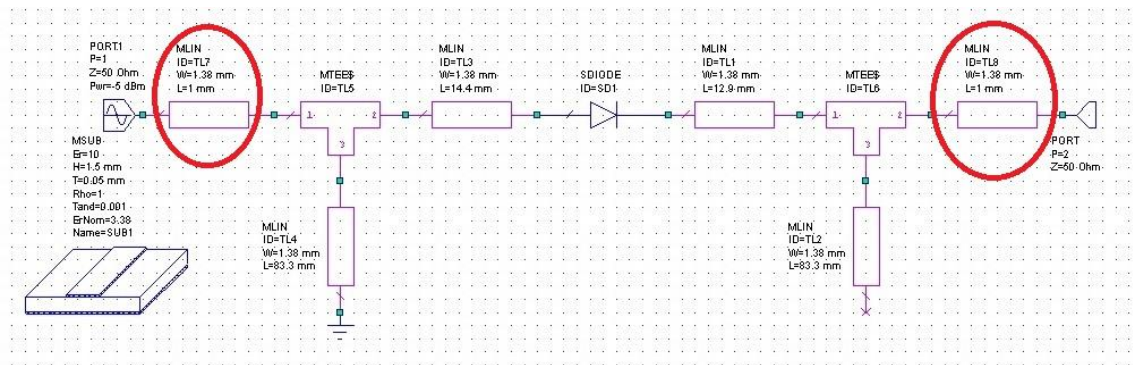 PORT1
P=1
Z=50 Ohm
Pwr=-5 dBm
MLIN
ID=TL7
W=1.38 mm
L=1 mm
MTEE$
ID=TL5
1
2
3
MLIN
ID=TL3
W=1.38 mm
L=14.4 mm
SDIODE
ID=SD1
MLIN
ID=TL1
W=1.38 mm
L=12.9 mm
MTEE$
ID=TL6
1
2
3
MLIN
ID=TL8
W=1.38 mm
L=1 mm
PORT
P=2
Z=50 Ohm
MSUB
Er=10
H=1.5 mm
T=0.05 mm
Rho=1
Tand=0.001
ErNom=3.38
Name=SUB1
MLIN
ID=TL4
W=1.38 mm
L=83.3 mm
MLIN
ID=TL2
W=1.38 mm
L=83.3 mm